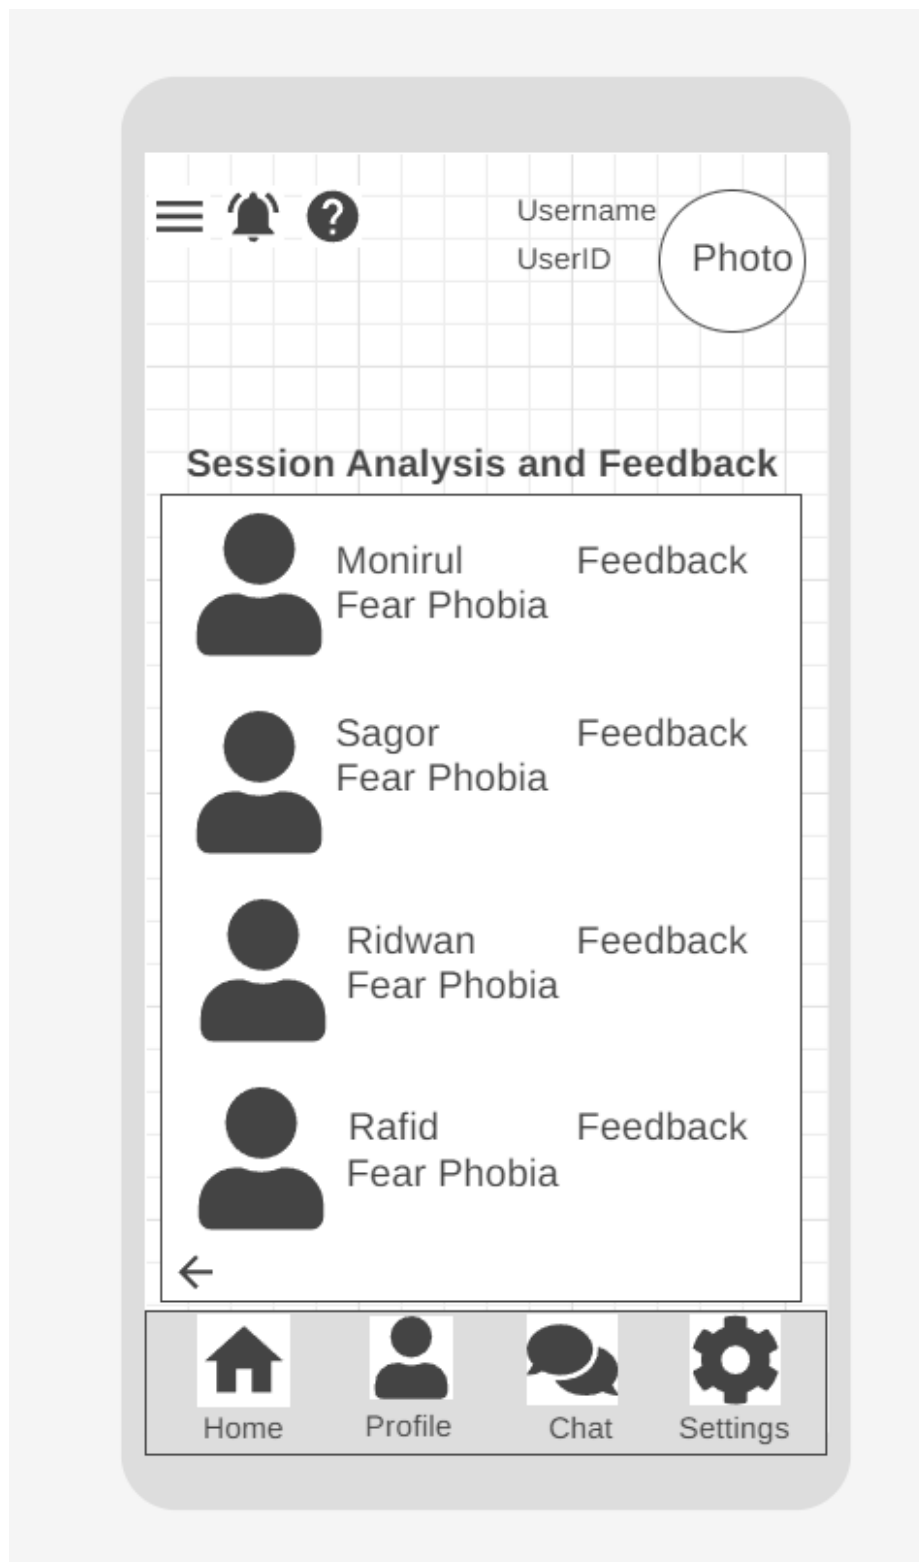 Username
UserID
Photo
Session Analysis and Feedback
Monirul
Feedback
Fear Phobia
Sagor
Feedback
Fear Phobia
Ridwan
Feedback
Fear Phobia
Rafid
Feedback
Fear Phobia
Home
Profile
Chat
Settings